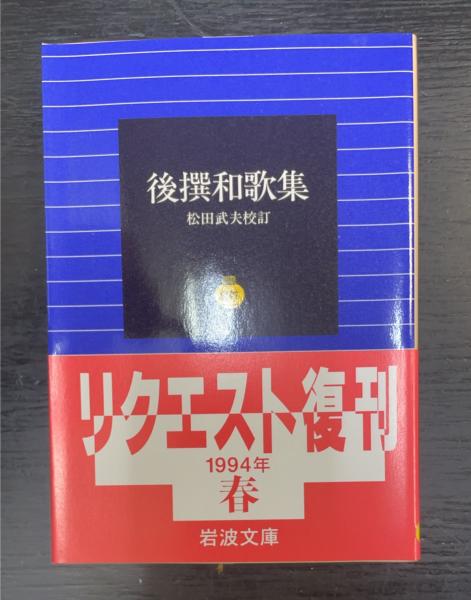 後撰和歌集
松田武夫校訂
リクエスト復刊
1994年
春
岩波文庫